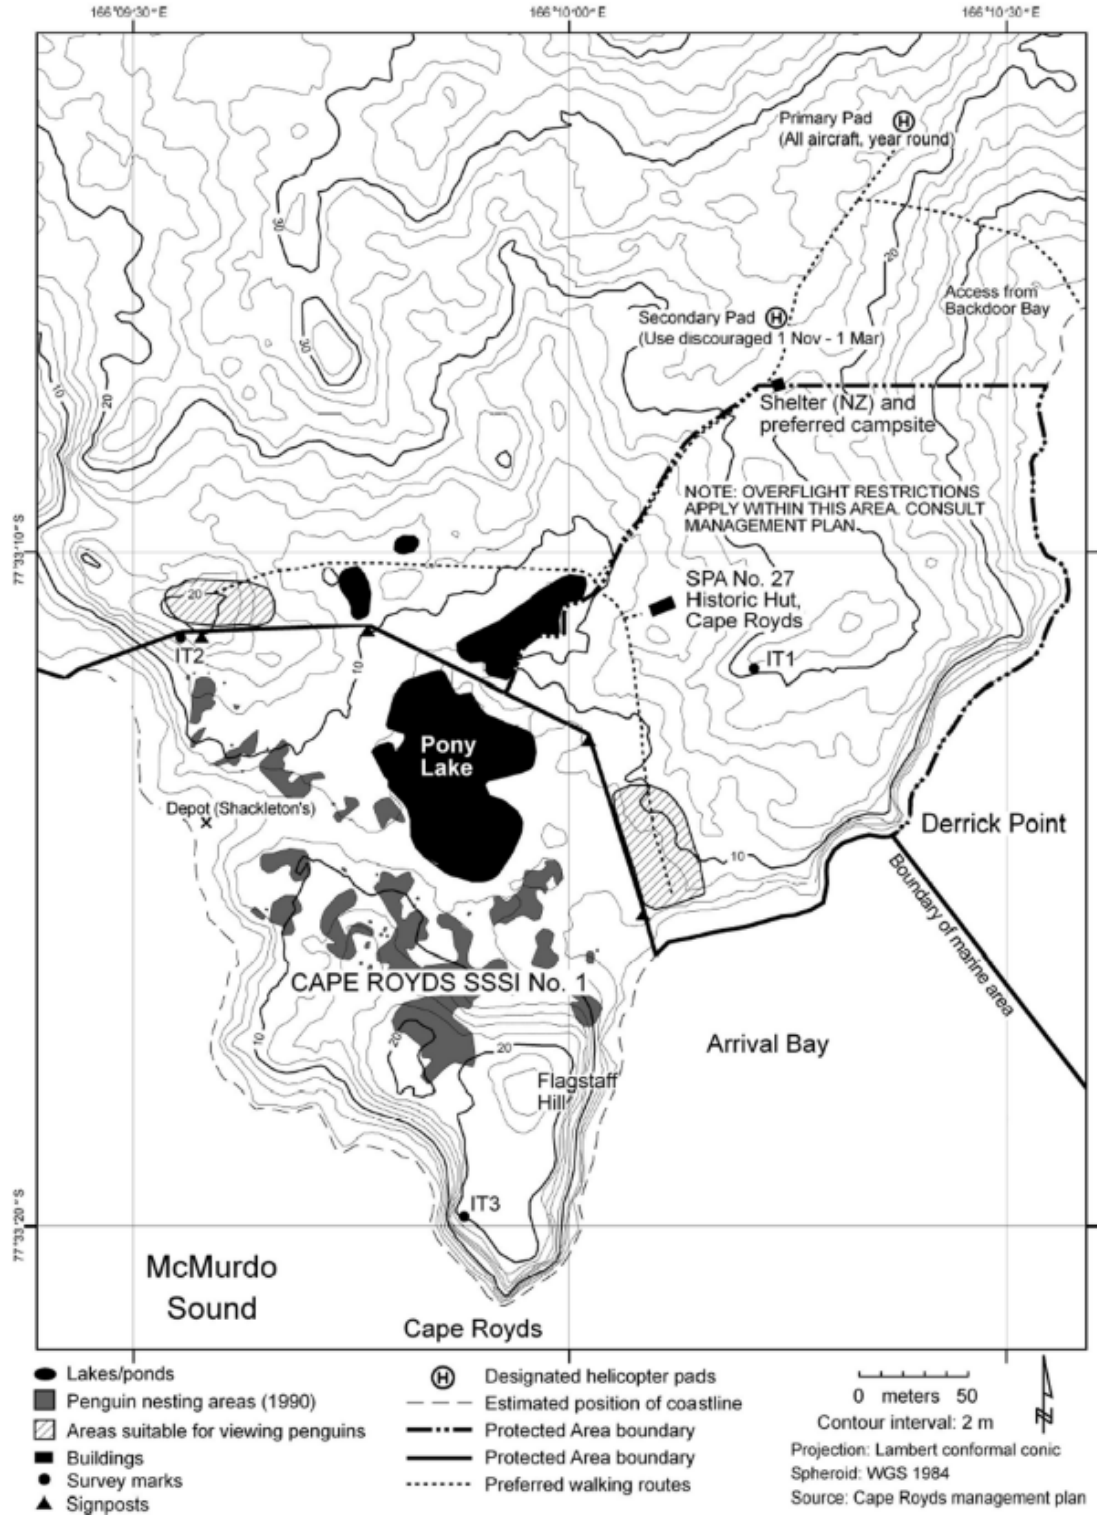 166°09'30" E
166°10'00" E
166°10'30" E
Primary Pad
(All aircraft, year round)
30
20
Access from
Backdoor Bay
Secondary Pad
(Use discouraged 1 Nov - 1 Mar)
30
10
20
Shelter (NZ) and
preferred campsite
NOTE: OVERFLIGHT RESTRICTIONS
APPLY WITHIN THIS AREA. CONSULT
MANAGEMENT PLAN.
77°33'10" S
SPA No. 27
Historic Hut,
Cape Royds
20
IT2
IT1
10
Pony
Lake
Depot (Shackleton's)
Derrick Point
10
Boundary of marine area
CAPE ROYDS SSSI No. 1
10
20
20
Arrival Bay
Flagstaff
Hill
IT3
77°33'20" S
McMurdo
Sound
Cape Royds
Lakes/ponds
Penguin nesting areas (1990)
Areas suitable for viewing penguins
Buildings
Survey marks
Signposts
H Designated helicopter pads
Estimated position of coastline
Protected Area boundary
Protected Area boundary
Preferred walking routes
0 meters 50
Contour interval: 2 m
N
Projection: Lambert conformal conic
Spheroid: WGS 1984
Source: Cape Royds management plan